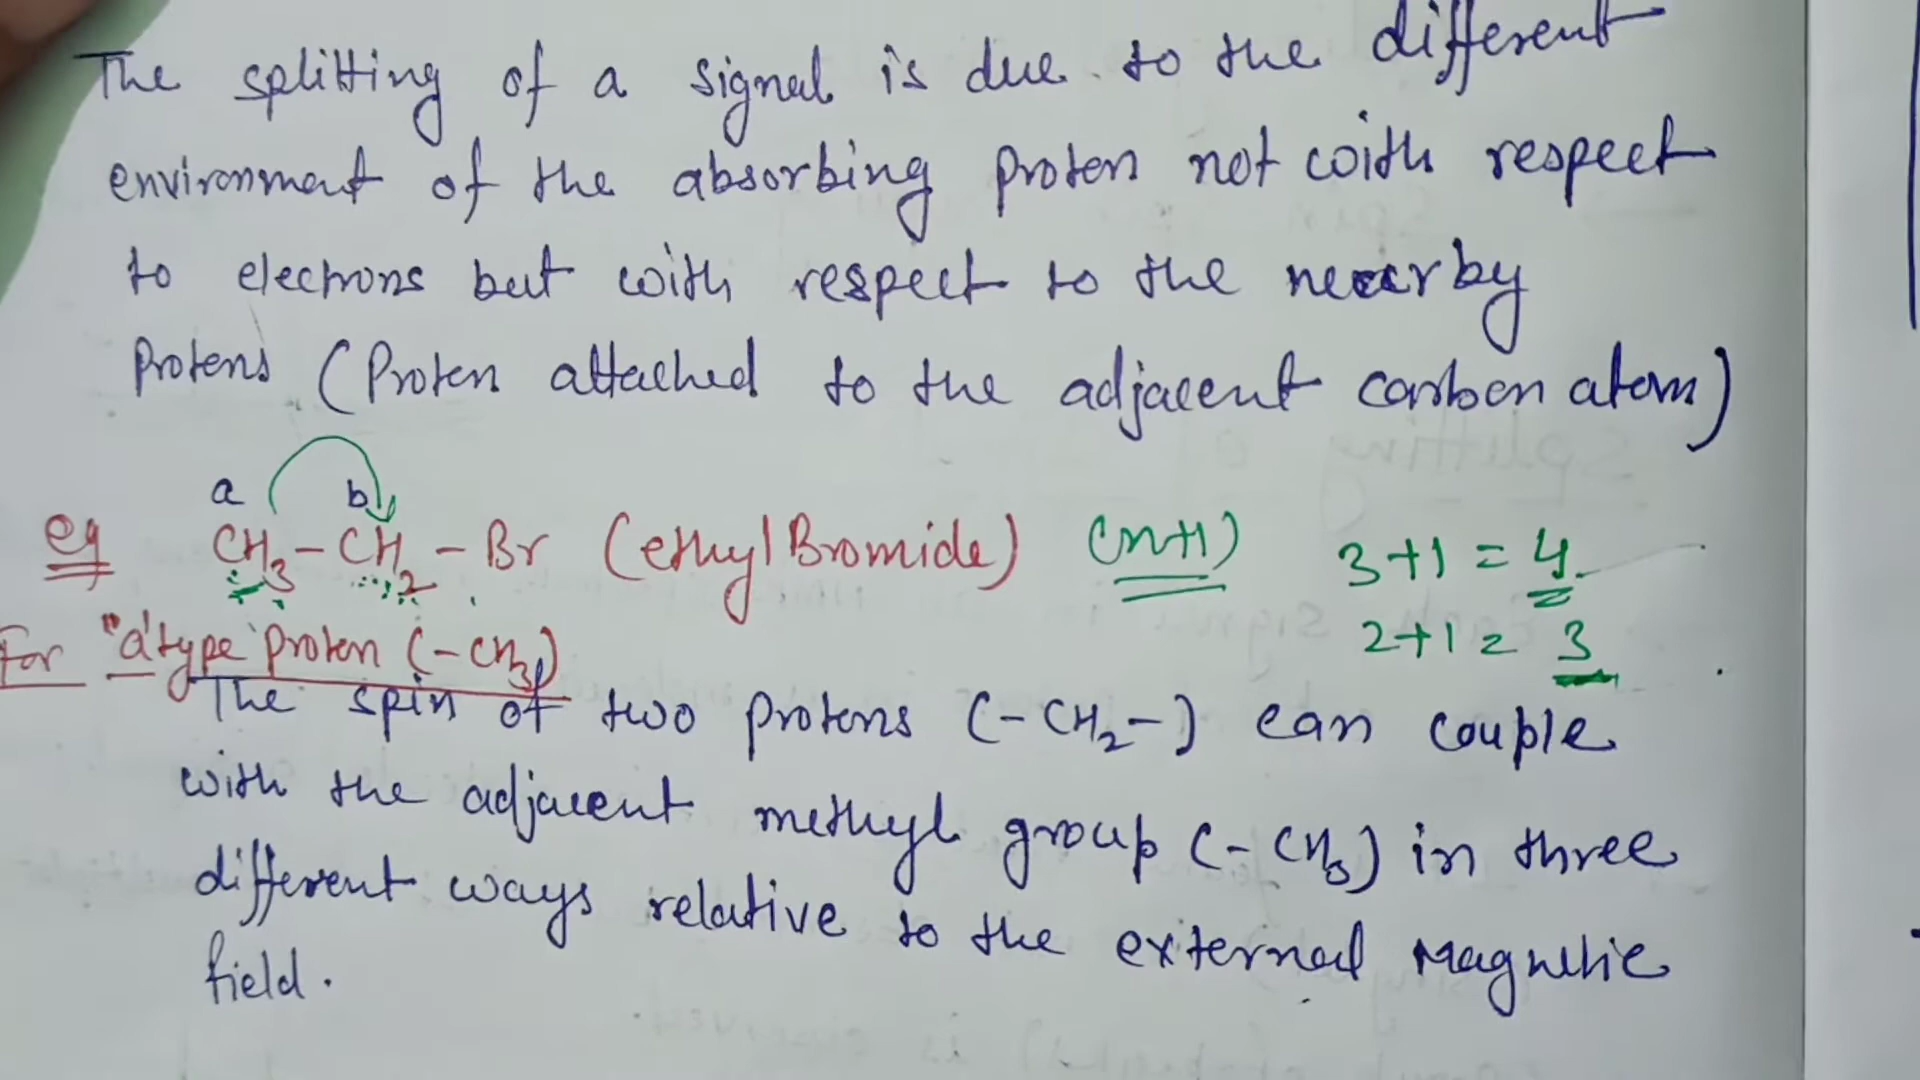 The splitting of a signal is due to the different
environment of the absorbing proton not with respect
to electrons but with respect to the nearby
Protons (Proton attached to the adjacent carbon atom)
a b
eg CH3-CH2-Br (ethyl Bromide) (n+1) 3+1=4
2+1=3
For "a" type proton (-CH3)
The spin of two protons (-CH2-) can couple
with the adjacent methyl group (-CH3) in three
different ways relative to the external Magnetic
field.